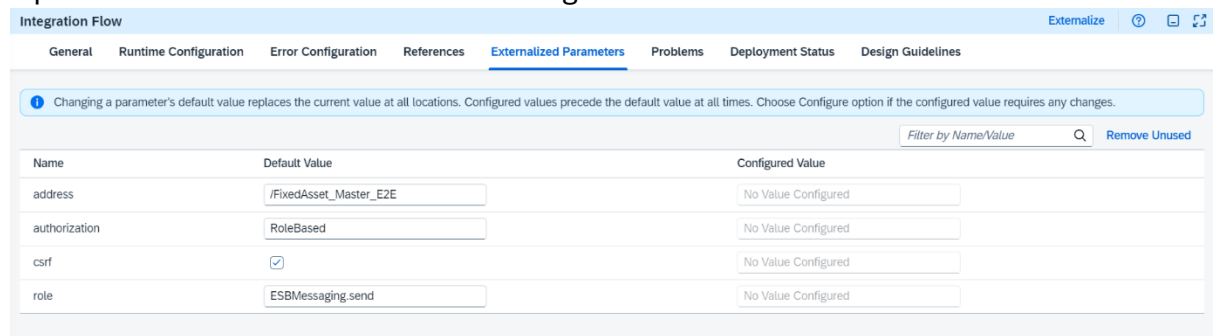 Integration Flow Externalize
General Runtime Configuration Error Configuration References Externalized Parameters Problems Deployment Status Design Guidelines
Changing a parameter's default value replaces the current value at all locations. Configured values precede the default value at all times. Choose Configure option if the configured value requires any changes.
Filter by Name/Value Remove Unused
Name Default Value Configured Value
address /FixedAsset_Master_E2E No Value Configured
authorization RoleBased No Value Configured
csrf No Value Configured
role ESBMessaging.send No Value Configured